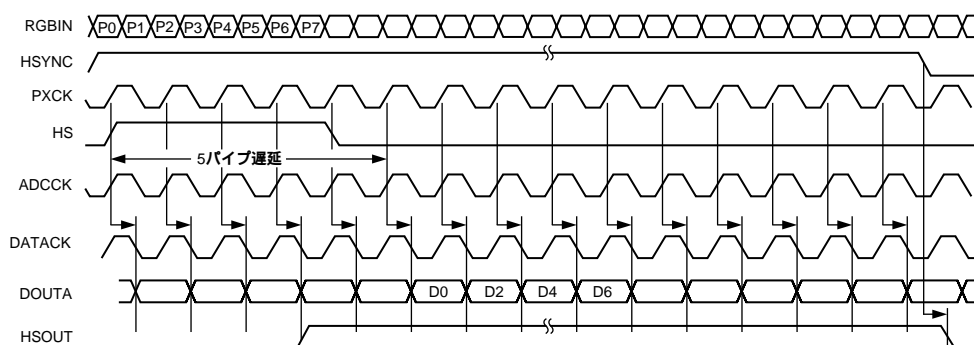 RGBIN P0 P1 P2 P3 P4 P5 P6 P7
HSYNC
PXCK
HS
5パイプ遅延
ADCCK
DATACK
DOUTA D0 D2 D4 D6
HSOUT